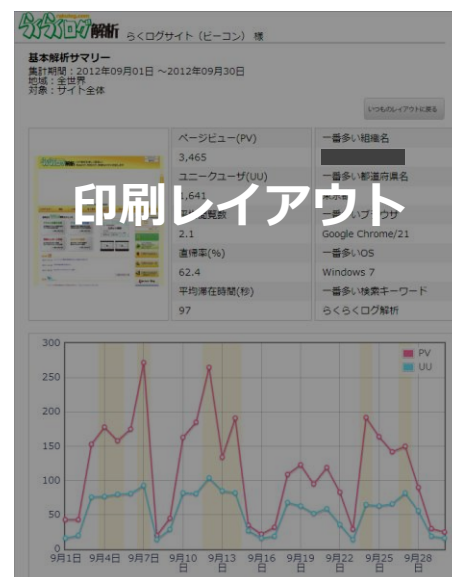 らくらくログ解析 らくログサイト（ビーコン） 様
基本解析サマリー
集計期間：2012年09月01日 ～2012年09月30日
地域：全世界
対象：サイト全体
いつものレイアウトに戻る
ページビュー(PV) 一番多い組織名
3,465
ユニークユーザ(UU) 一番多い都道府県名
1,641
印刷レイアウト
一番多いブラウザ
2.1 Google Chrome/21
直帰率(%) 一番多いOS
62.4 Windows 7
平均滞在時間(秒) 一番多い検索キーワード
97 らくらくログ解析
300
250
200
150
100
50
0
PV
UU
9月1日 9月4日 9月7日 9月10日 9月13日 9月16日 9月19日 9月22日 9月25日 9月28日